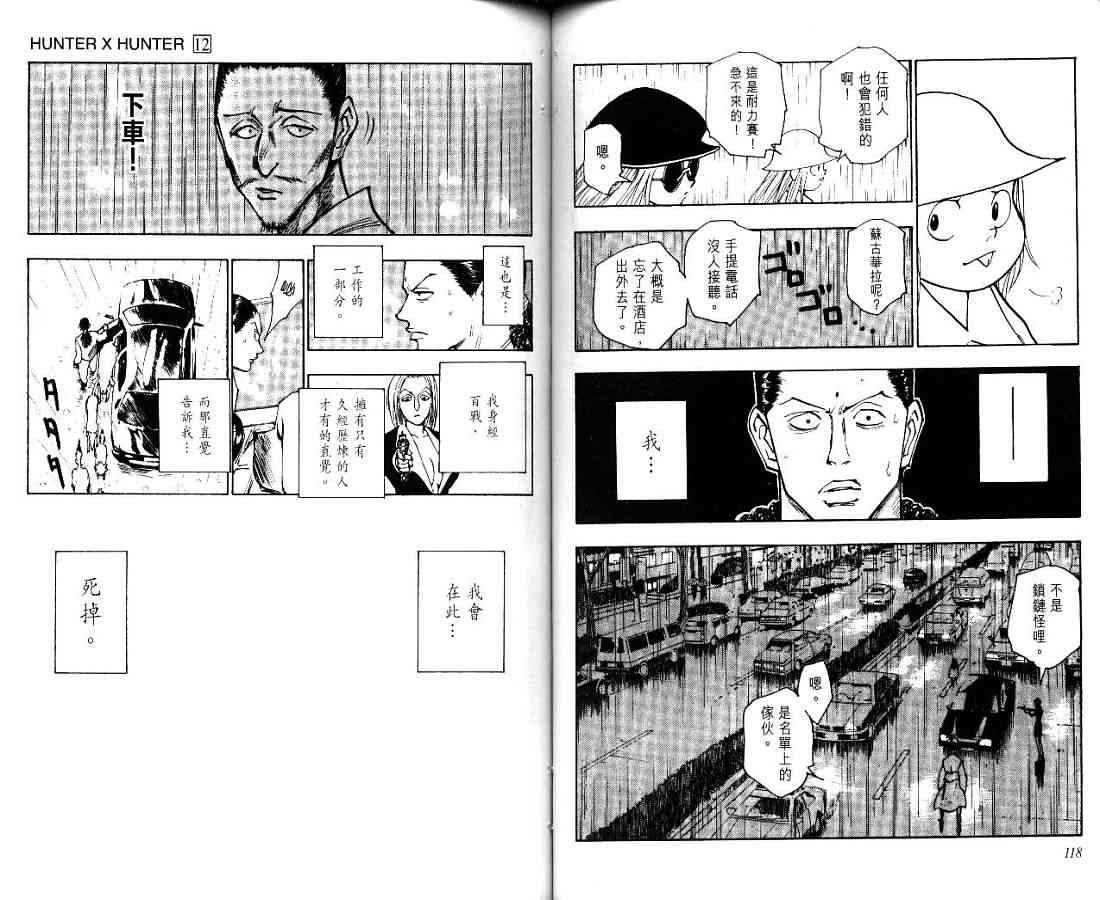 任何人
也會犯錯的
啊！
這是耐力賽！
急不來的！
嗯。
蘇古華拉呢？
ゴゴゴ…
手提電話
沒人接聽。
大概是
忘了在酒店，
出外去了。
——
我…
不是
鎖鏈怪哩。
嗯。
是名單上的
傢伙。
118
HUNTER X HUNTER 12
下車！
這也是…
工作的
一部分。
我身經
百戰，
擁有只有
久經歷煉的人
才有的直覺。
而那直覺
告訴我…
タタタ
我會
在此…
死掉。